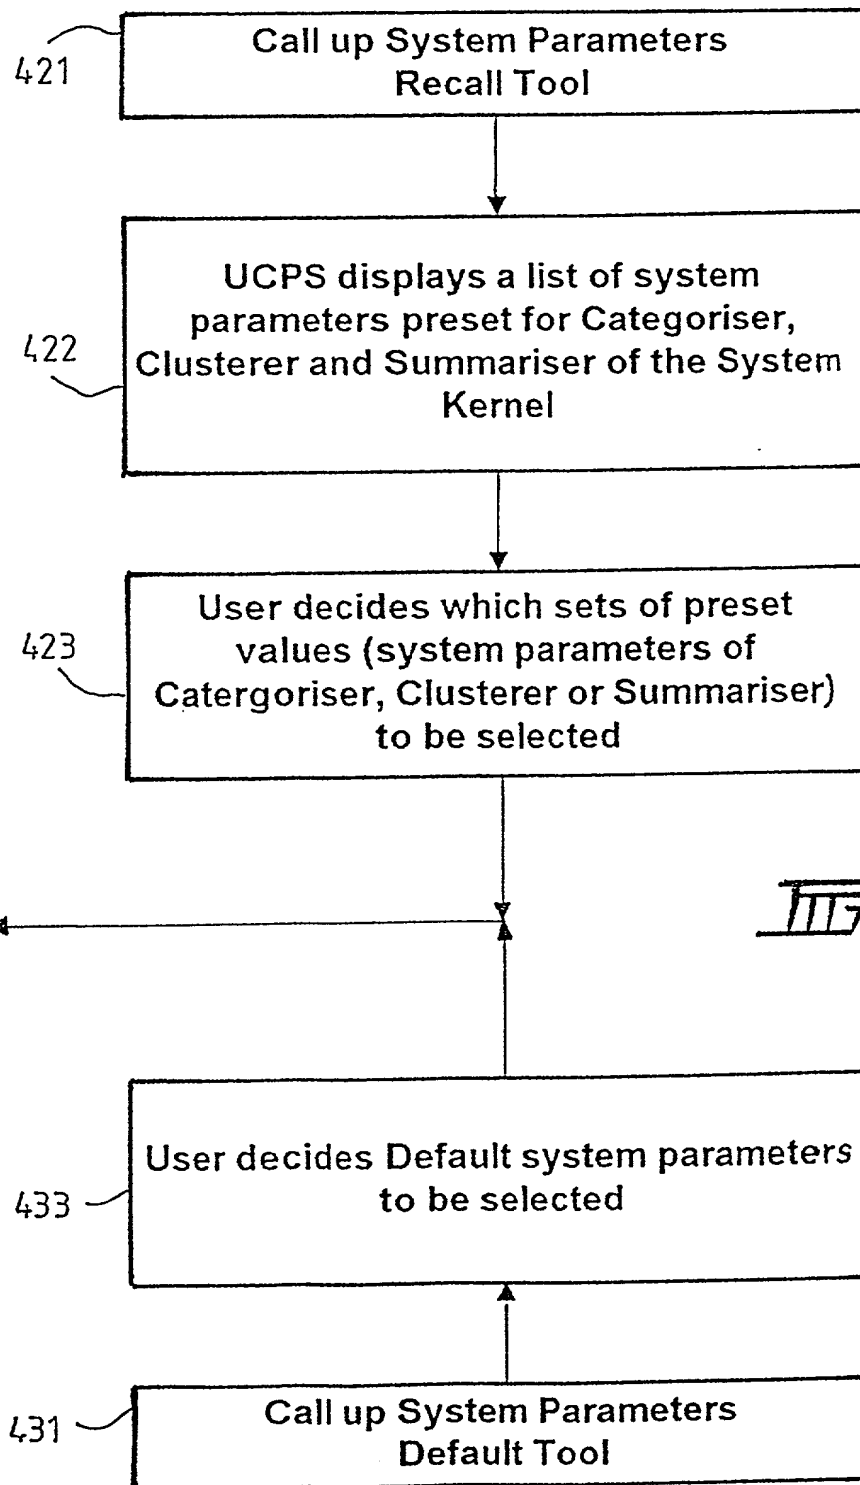 Call up System Parameters
Recall Tool
421
UCPS displays a list of system
parameters preset for Categoriser,
Clusterer and Summariser of the System
Kernel
422
User decides which sets of preset
values (system parameters of
Catergoriser, Clusterer or Summariser)
to be selected
423
User decides Default system parameters
to be selected
433
Call up System Parameters
Default Tool
431